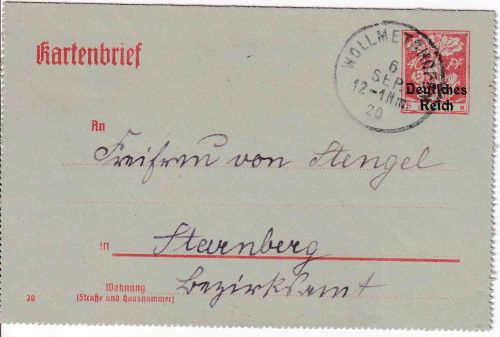 Kartenbrief
40 Pf
Deutsches
Reich
WOLLMETSHOFEN
6
SEP.
12-1Nm.
20
An
Freifrau von Stengel
in Starnberg
Bezirksamt
Wohnung
(Straße und Hausnummer)
20